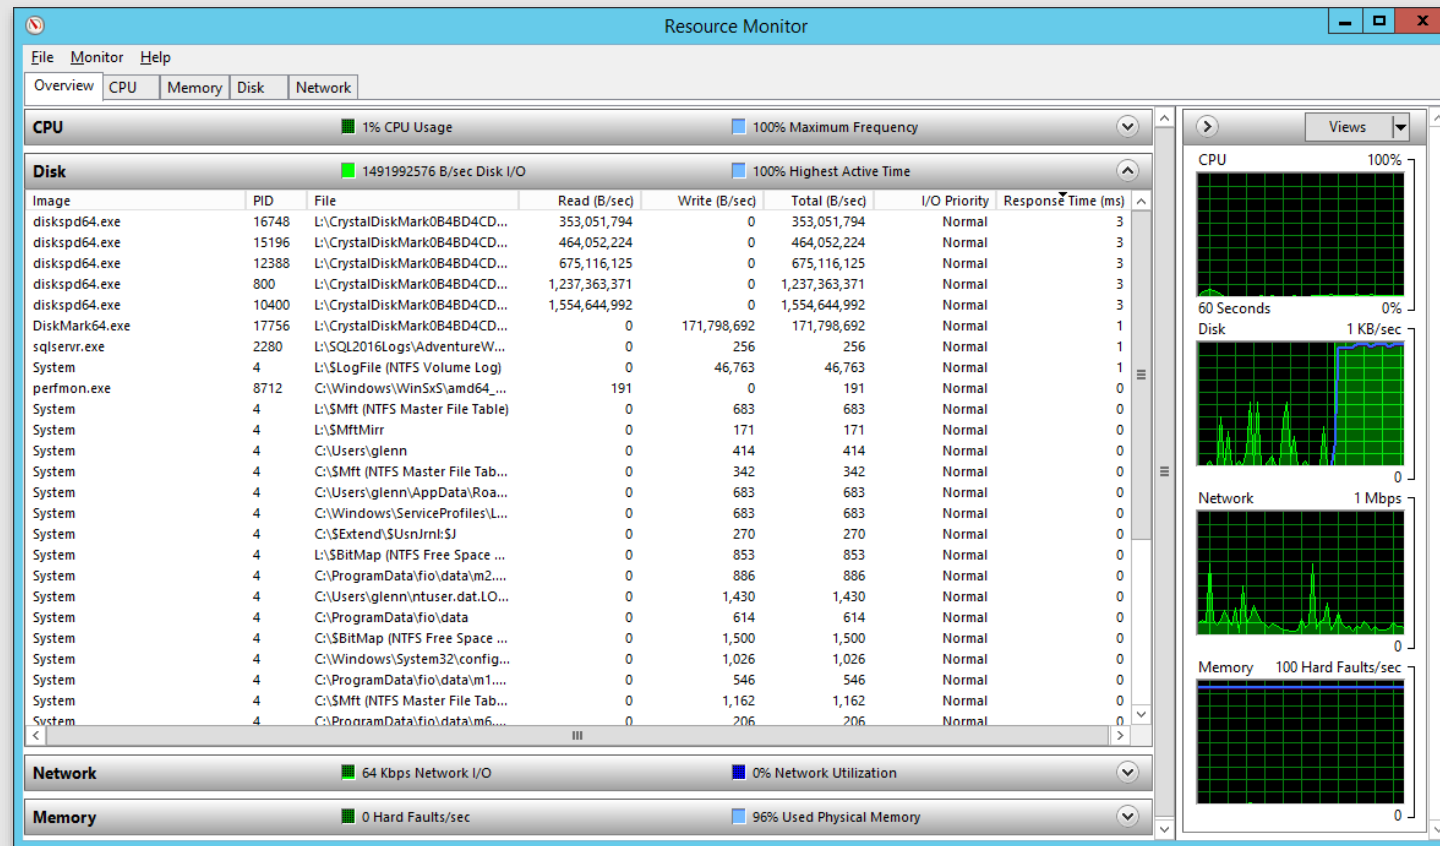 Resource Monitor
File Monitor Help
Overview CPU Memory Disk Network
CPU 1% CPU Usage 100% Maximum Frequency
Disk 1491992576 B/sec Disk I/O 100% Highest Active Time
Image PID File Read (B/sec) Write (B/sec) Total (B/sec) I/O Priority Response Time (ms)
diskspd64.exe 16748 L:\CrystalDiskMark0B4BD4CD... 353,051,794 0 353,051,794 Normal 3
diskspd64.exe 15196 L:\CrystalDiskMark0B4BD4CD... 464,052,224 0 464,052,224 Normal 3
diskspd64.exe 12388 L:\CrystalDiskMark0B4BD4CD... 675,116,125 0 675,116,125 Normal 3
diskspd64.exe 800 L:\CrystalDiskMark0B4BD4CD... 1,237,363,371 0 1,237,363,371 Normal 3
diskspd64.exe 10400 L:\CrystalDiskMark0B4BD4CD... 1,554,644,992 0 1,554,644,992 Normal 3
DiskMark64.exe 17756 L:\CrystalDiskMark0B4BD4CD... 0 171,798,692 171,798,692 Normal 1
sqlservr.exe 2280 L:\SQL2016Logs\AdventureW... 0 256 256 Normal 1
System 4 L:\$LogFile (NTFS Volume Log) 0 46,763 46,763 Normal 1
perfmon.exe 8712 C:\Windows\WinSxS\amd64_... 191 0 191 Normal 0
System 4 L:\$Mft (NTFS Master File Table) 0 683 683 Normal 0
System 4 L:\$MftMirr 0 171 171 Normal 0
System 4 C:\Users\glenn 0 414 414 Normal 0
System 4 C:\$Mft (NTFS Master File Tab... 0 342 342 Normal 0
System 4 C:\Users\glenn\AppData\Roa... 0 683 683 Normal 0
System 4 C:\Windows\ServiceProfiles\L... 0 683 683 Normal 0
System 4 C:\$Extend\$UsnJrnl:$J 0 270 270 Normal 0
System 4 L:\$BitMap (NTFS Free Space ... 0 853 853 Normal 0
System 4 C:\ProgramData\fio\data\m2.... 0 886 886 Normal 0
System 4 C:\Users\glenn\ntuser.dat.LO... 0 1,430 1,430 Normal 0
System 4 C:\ProgramData\fio\data 0 614 614 Normal 0
System 4 C:\$BitMap (NTFS Free Space ... 0 1,500 1,500 Normal 0
System 4 C:\Windows\System32\config... 0 1,026 1,026 Normal 0
System 4 C:\ProgramData\fio\data\m1.... 0 546 546 Normal 0
System 4 C:\$Mft (NTFS Master File Tab... 0 1,162 1,162 Normal 0
System 4 C:\ProgramData\fio\data\m6.... 0 206 206 Normal 0
Network 64 Kbps Network I/O 0% Network Utilization
Memory 0 Hard Faults/sec 96% Used Physical Memory
Views
CPU 100%
60 Seconds 0%
Disk 1 KB/sec
0
Network 1 Mbps
0
Memory 100 Hard Faults/sec
0